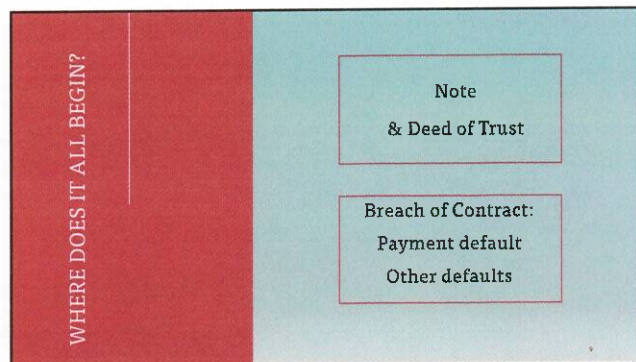 WHERE DOES IT ALL BEGIN?
Note
& Deed of Trust
Breach of Contract:
Payment default
Other defaults